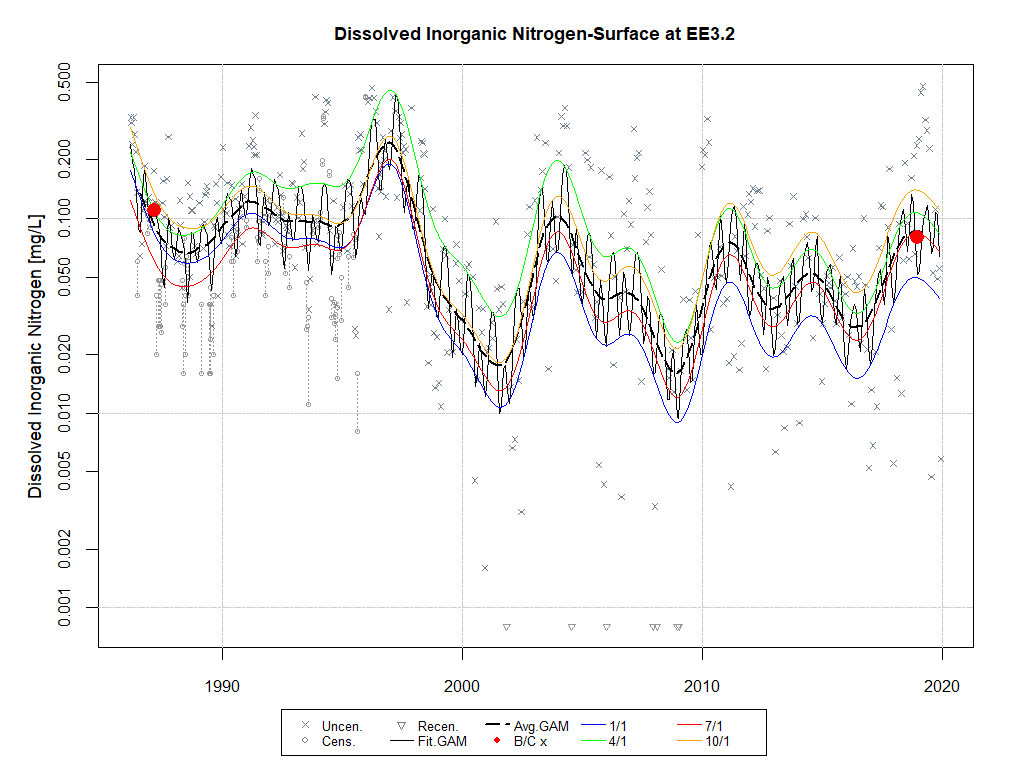 Dissolved Inorganic Nitrogen-Surface at EE3.2
Dissolved Inorganic Nitrogen [mg/L]
0.500
0.200
0.100
0.050
0.020
0.010
0.005
0.002
0.001
1990 2000 2010 2020
Uncen. Recen. Avg.GAM 1/1 7/1
Cens. Fit.GAM B/C x 4/1 10/1